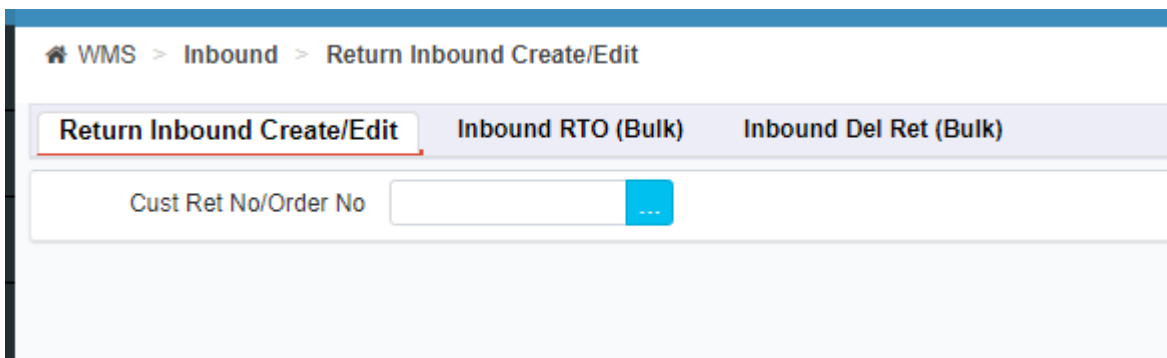 WMS > Inbound > Return Inbound Create/Edit
Return Inbound Create/Edit Inbound RTO (Bulk) Inbound Del Ret (Bulk)
Cust Ret No/Order No ...